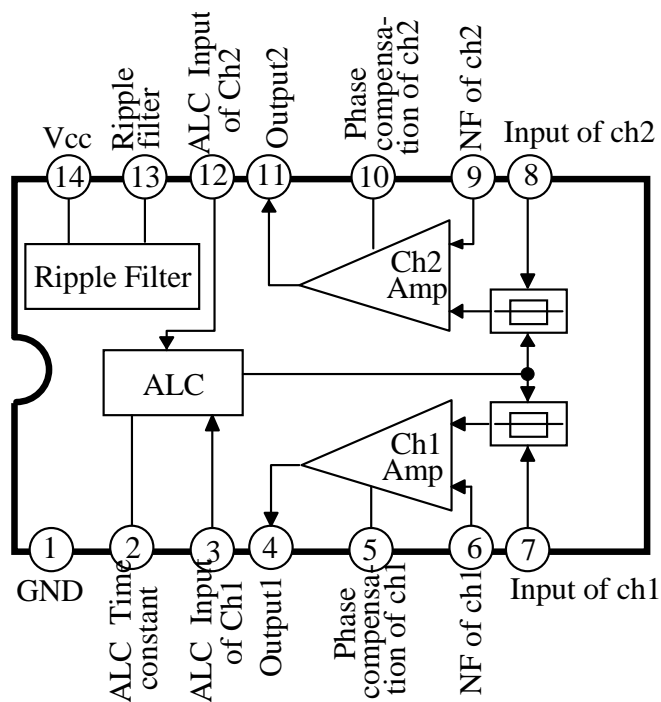 Vcc
Ripple
filter
ALC Input
of Ch2
Output2
Phase
compensa-
tion of ch2
NF of ch2
Input of ch2
14
13
12
11
10
9
8
Ripple Filter
Ch2
Amp
ALC
Ch1
Amp
1
2
3
4
5
6
7
GND
ALC Time
constant
ALC Input
of Ch1
Output1
Phase
compensa-
tion of ch1
NF of ch1
Input of ch1